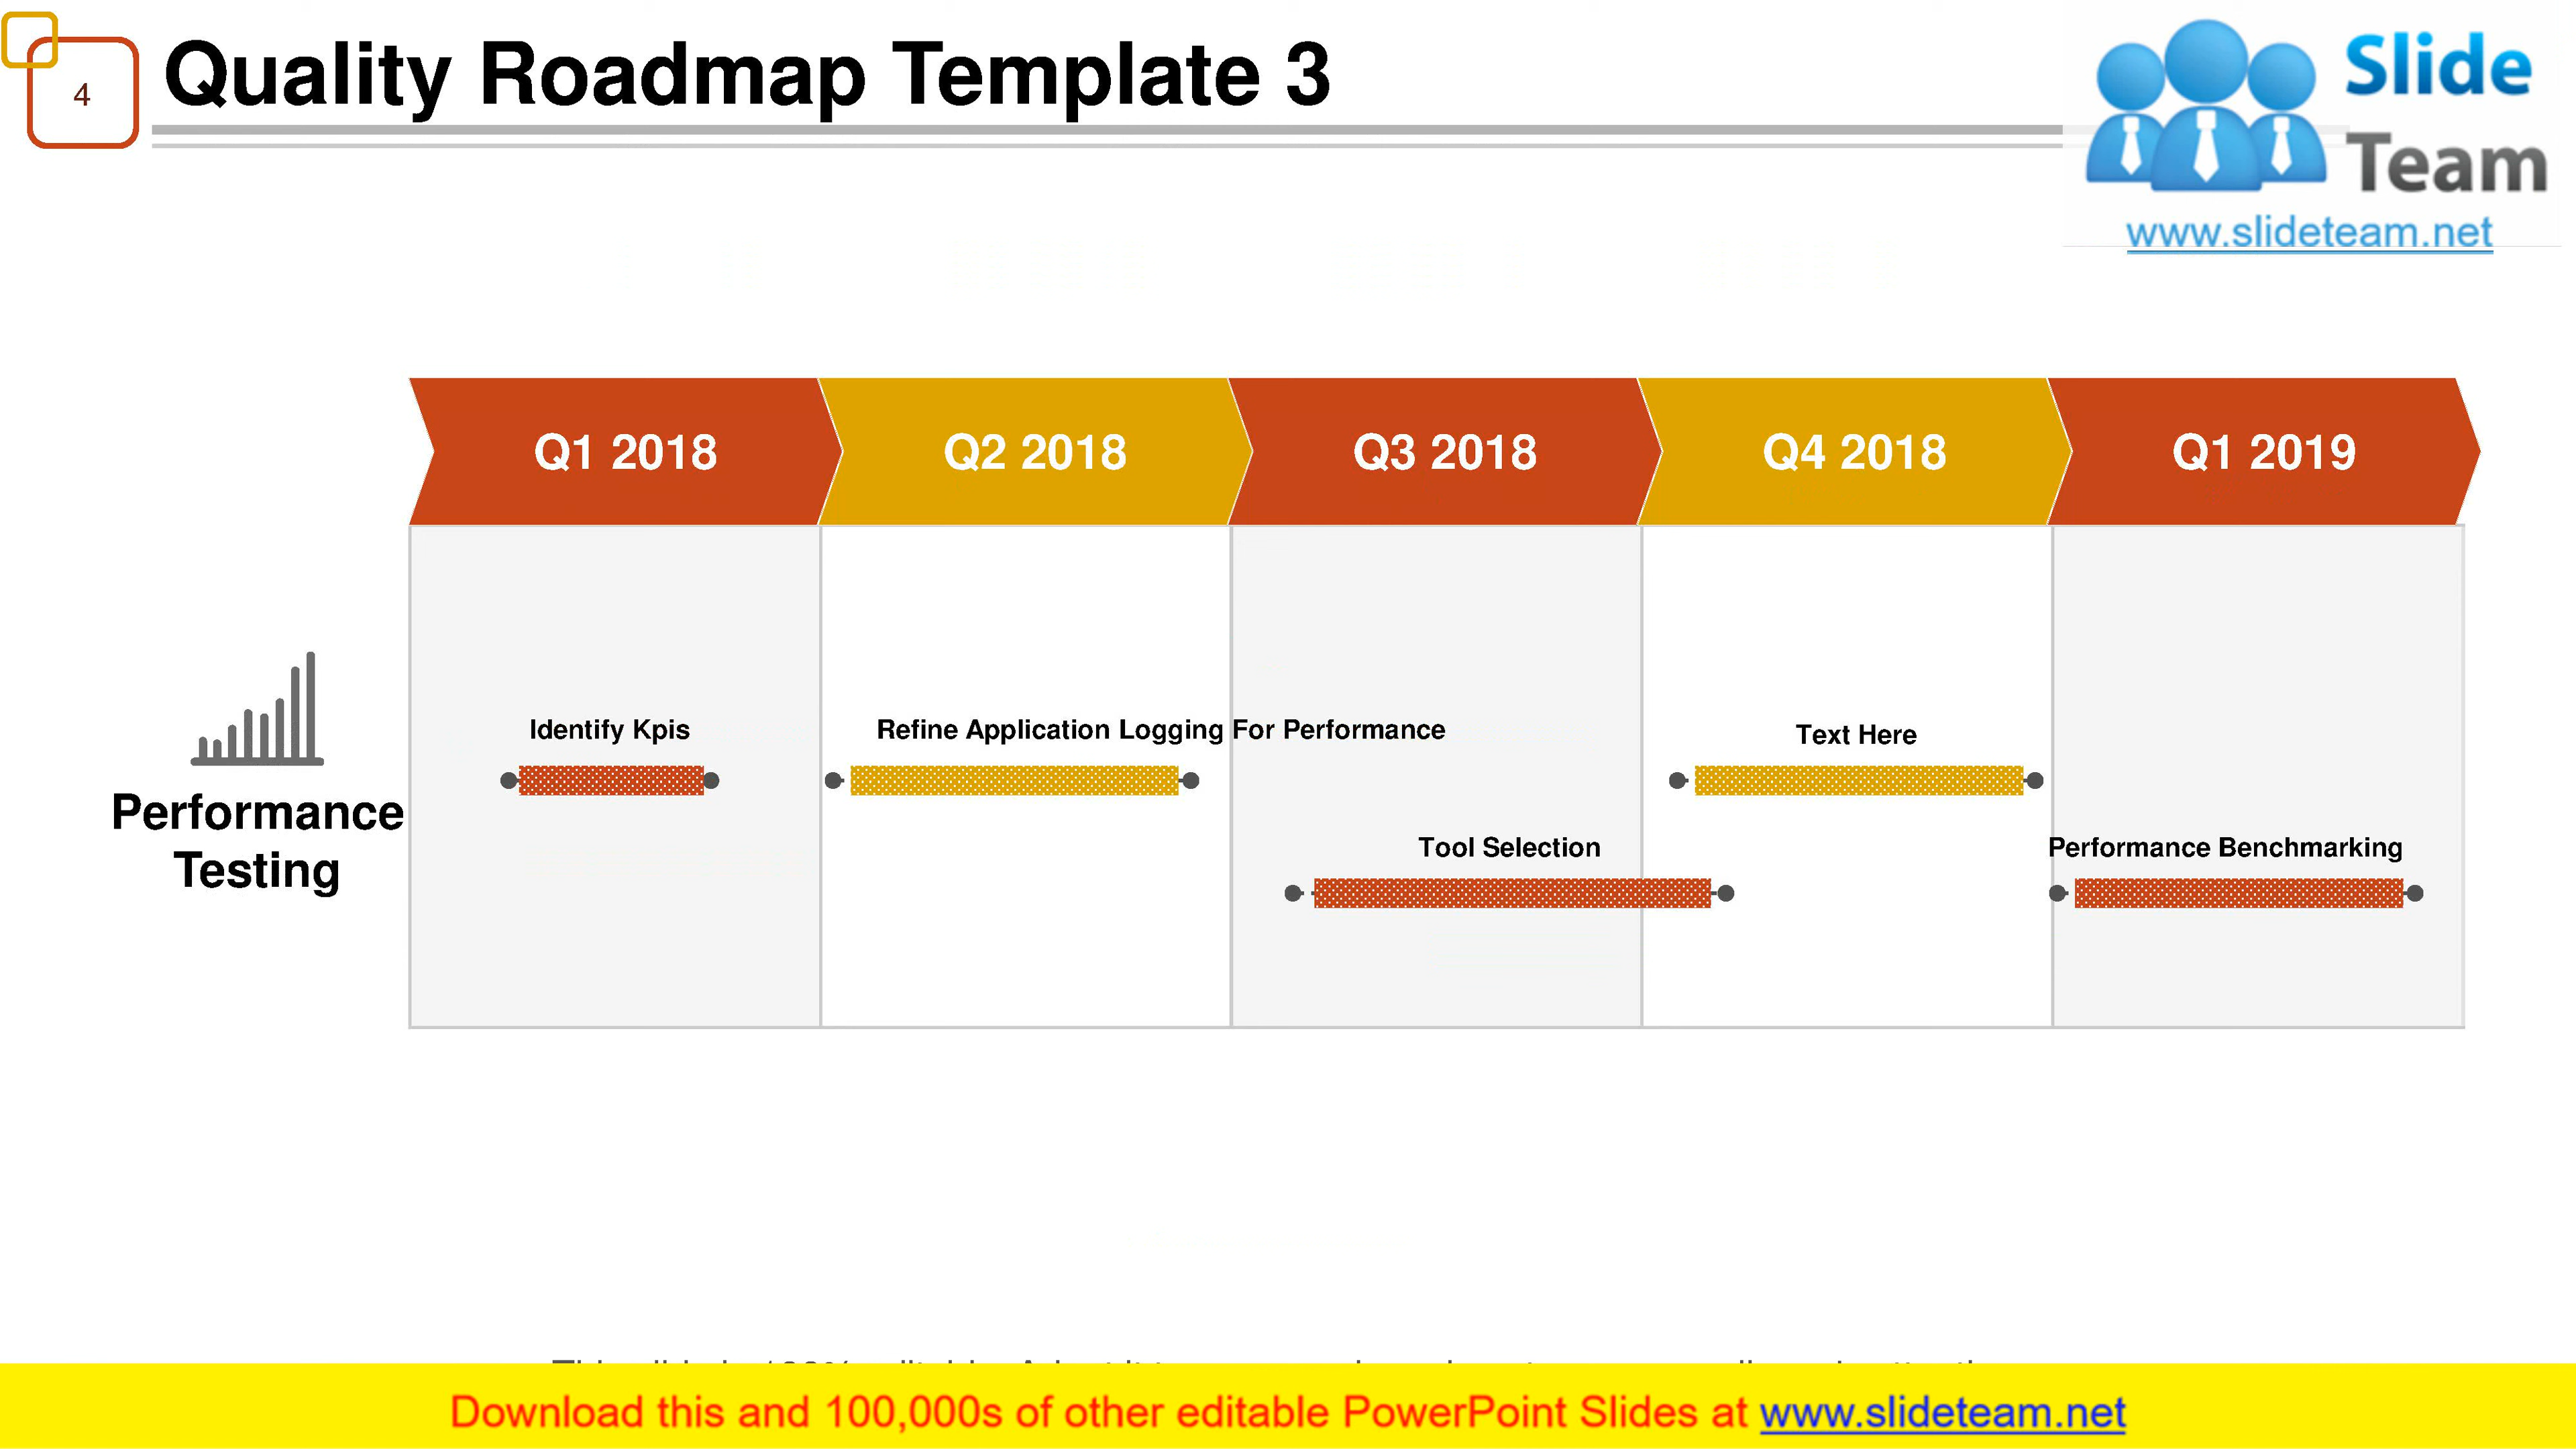 4
Quality Roadmap Template 3
Slide
Team
www.slideteam.net
Q1 2018
Q2 2018
Q3 2018
Q4 2018
Q1 2019
Identify Kpis
Refine Application Logging For Performance
Text Here
Performance
Testing
Tool Selection
Performance Benchmarking
Download this and 100,000s of other editable PowerPoint Slides at www.slideteam.net